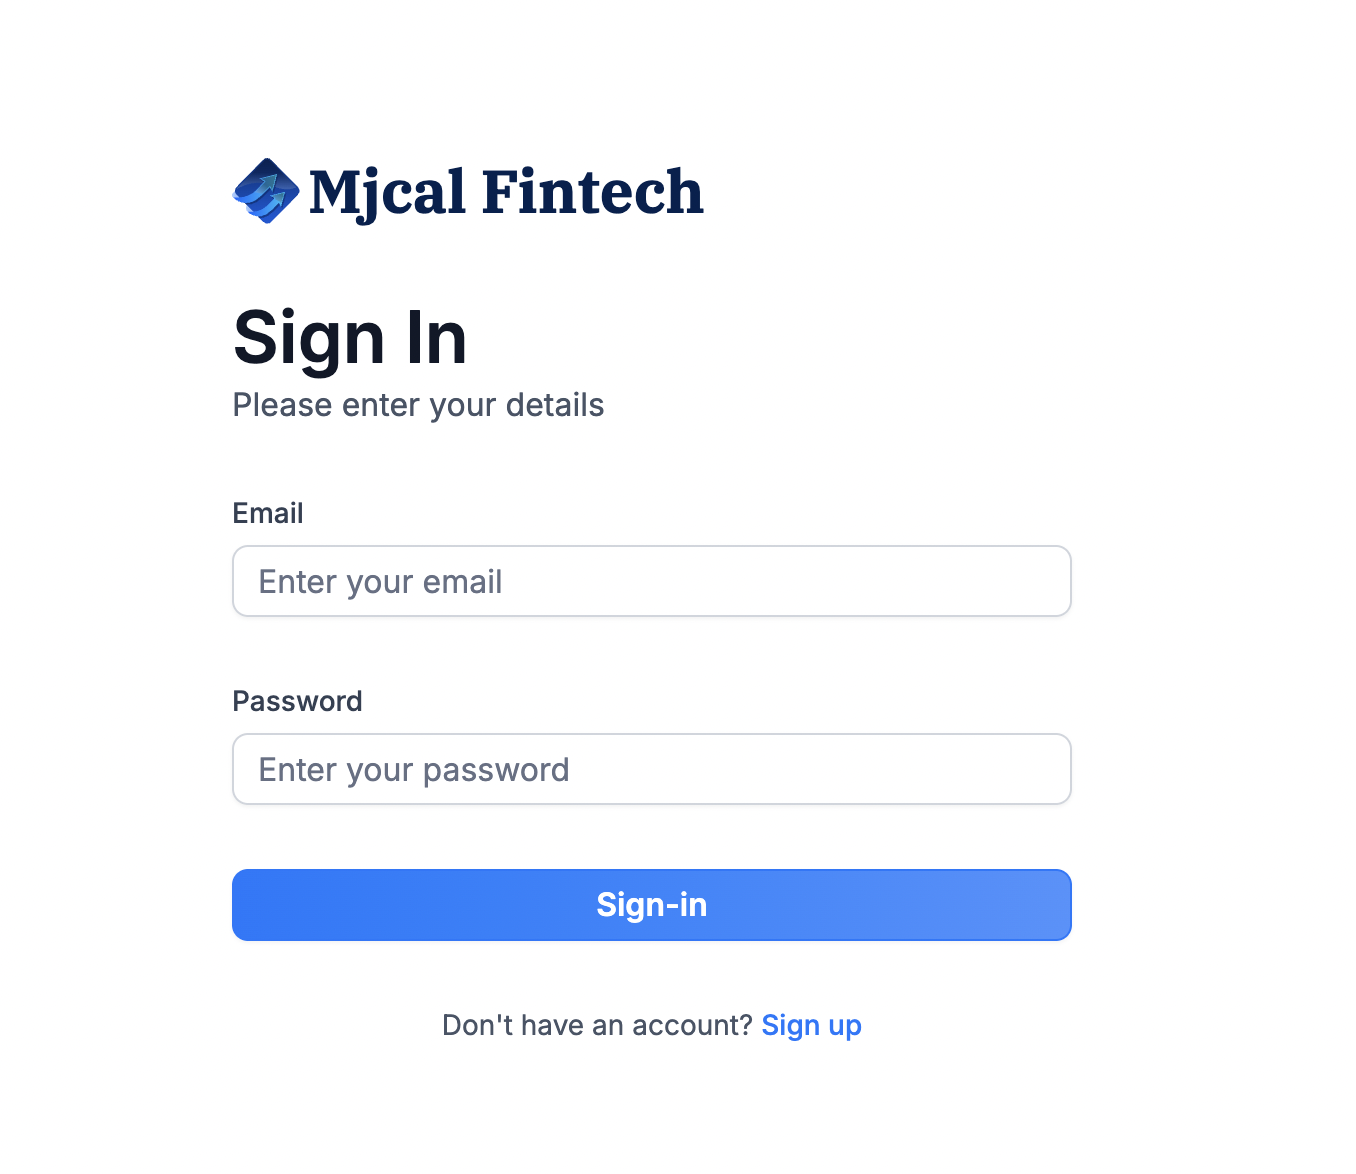 Mjcal Fintech
Sign In
Please enter your details
Email
Enter your email
Password
Enter your password
Sign-in
Don't have an account? Sign up